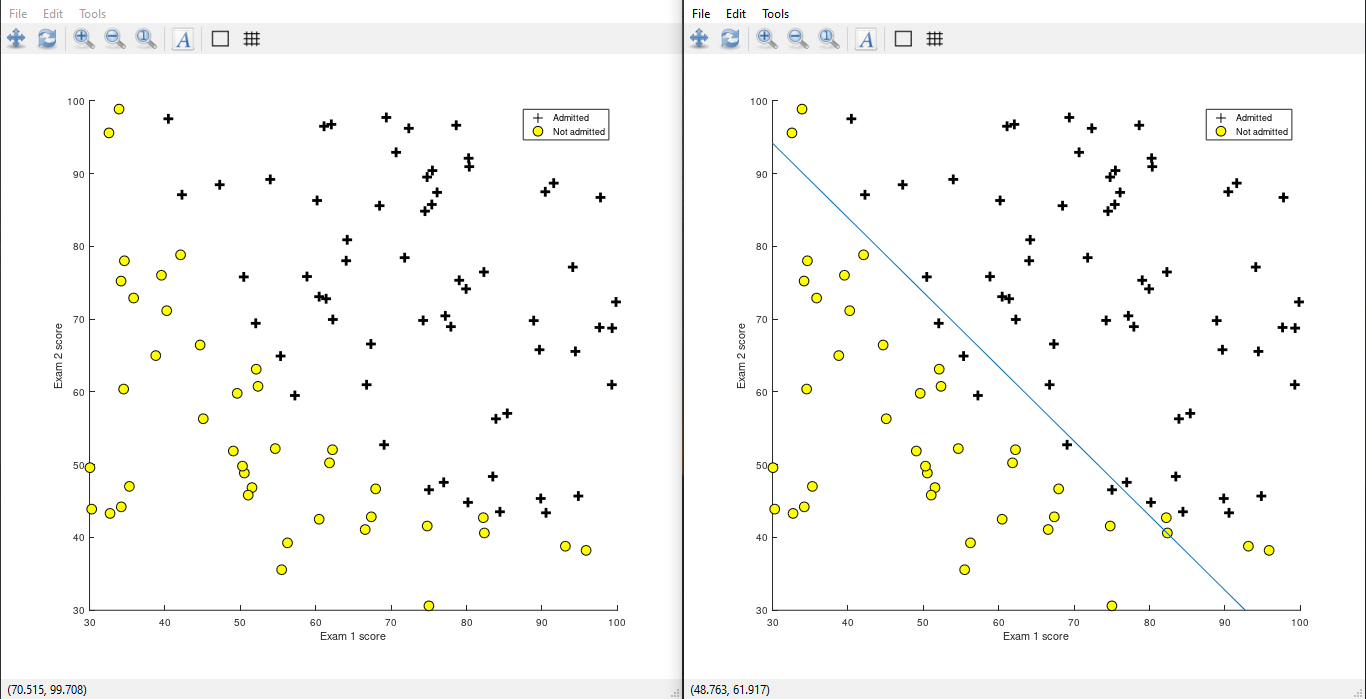 File Edit Tools
1 A
Admitted
Not admitted
100
90
80
70
60
50
40
30
Exam 2 score
30 40 50 60 70 80 90 100
Exam 1 score
(70.515, 99.708)
File Edit Tools
1 A
Admitted
Not admitted
100
90
80
70
60
50
40
30
Exam 2 score
30 40 50 60 70 80 90 100
Exam 1 score
(48.763, 61.917)